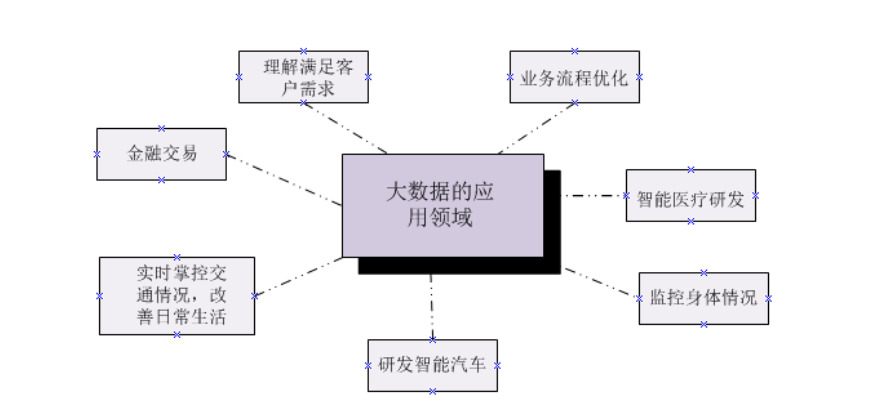 理解满足客
户需求
业务流程优化
金融交易
大数据的应
用领域
智能医疗研发
实时掌控交
通情况，改
善日常生活
监控身体情况
研发智能汽车